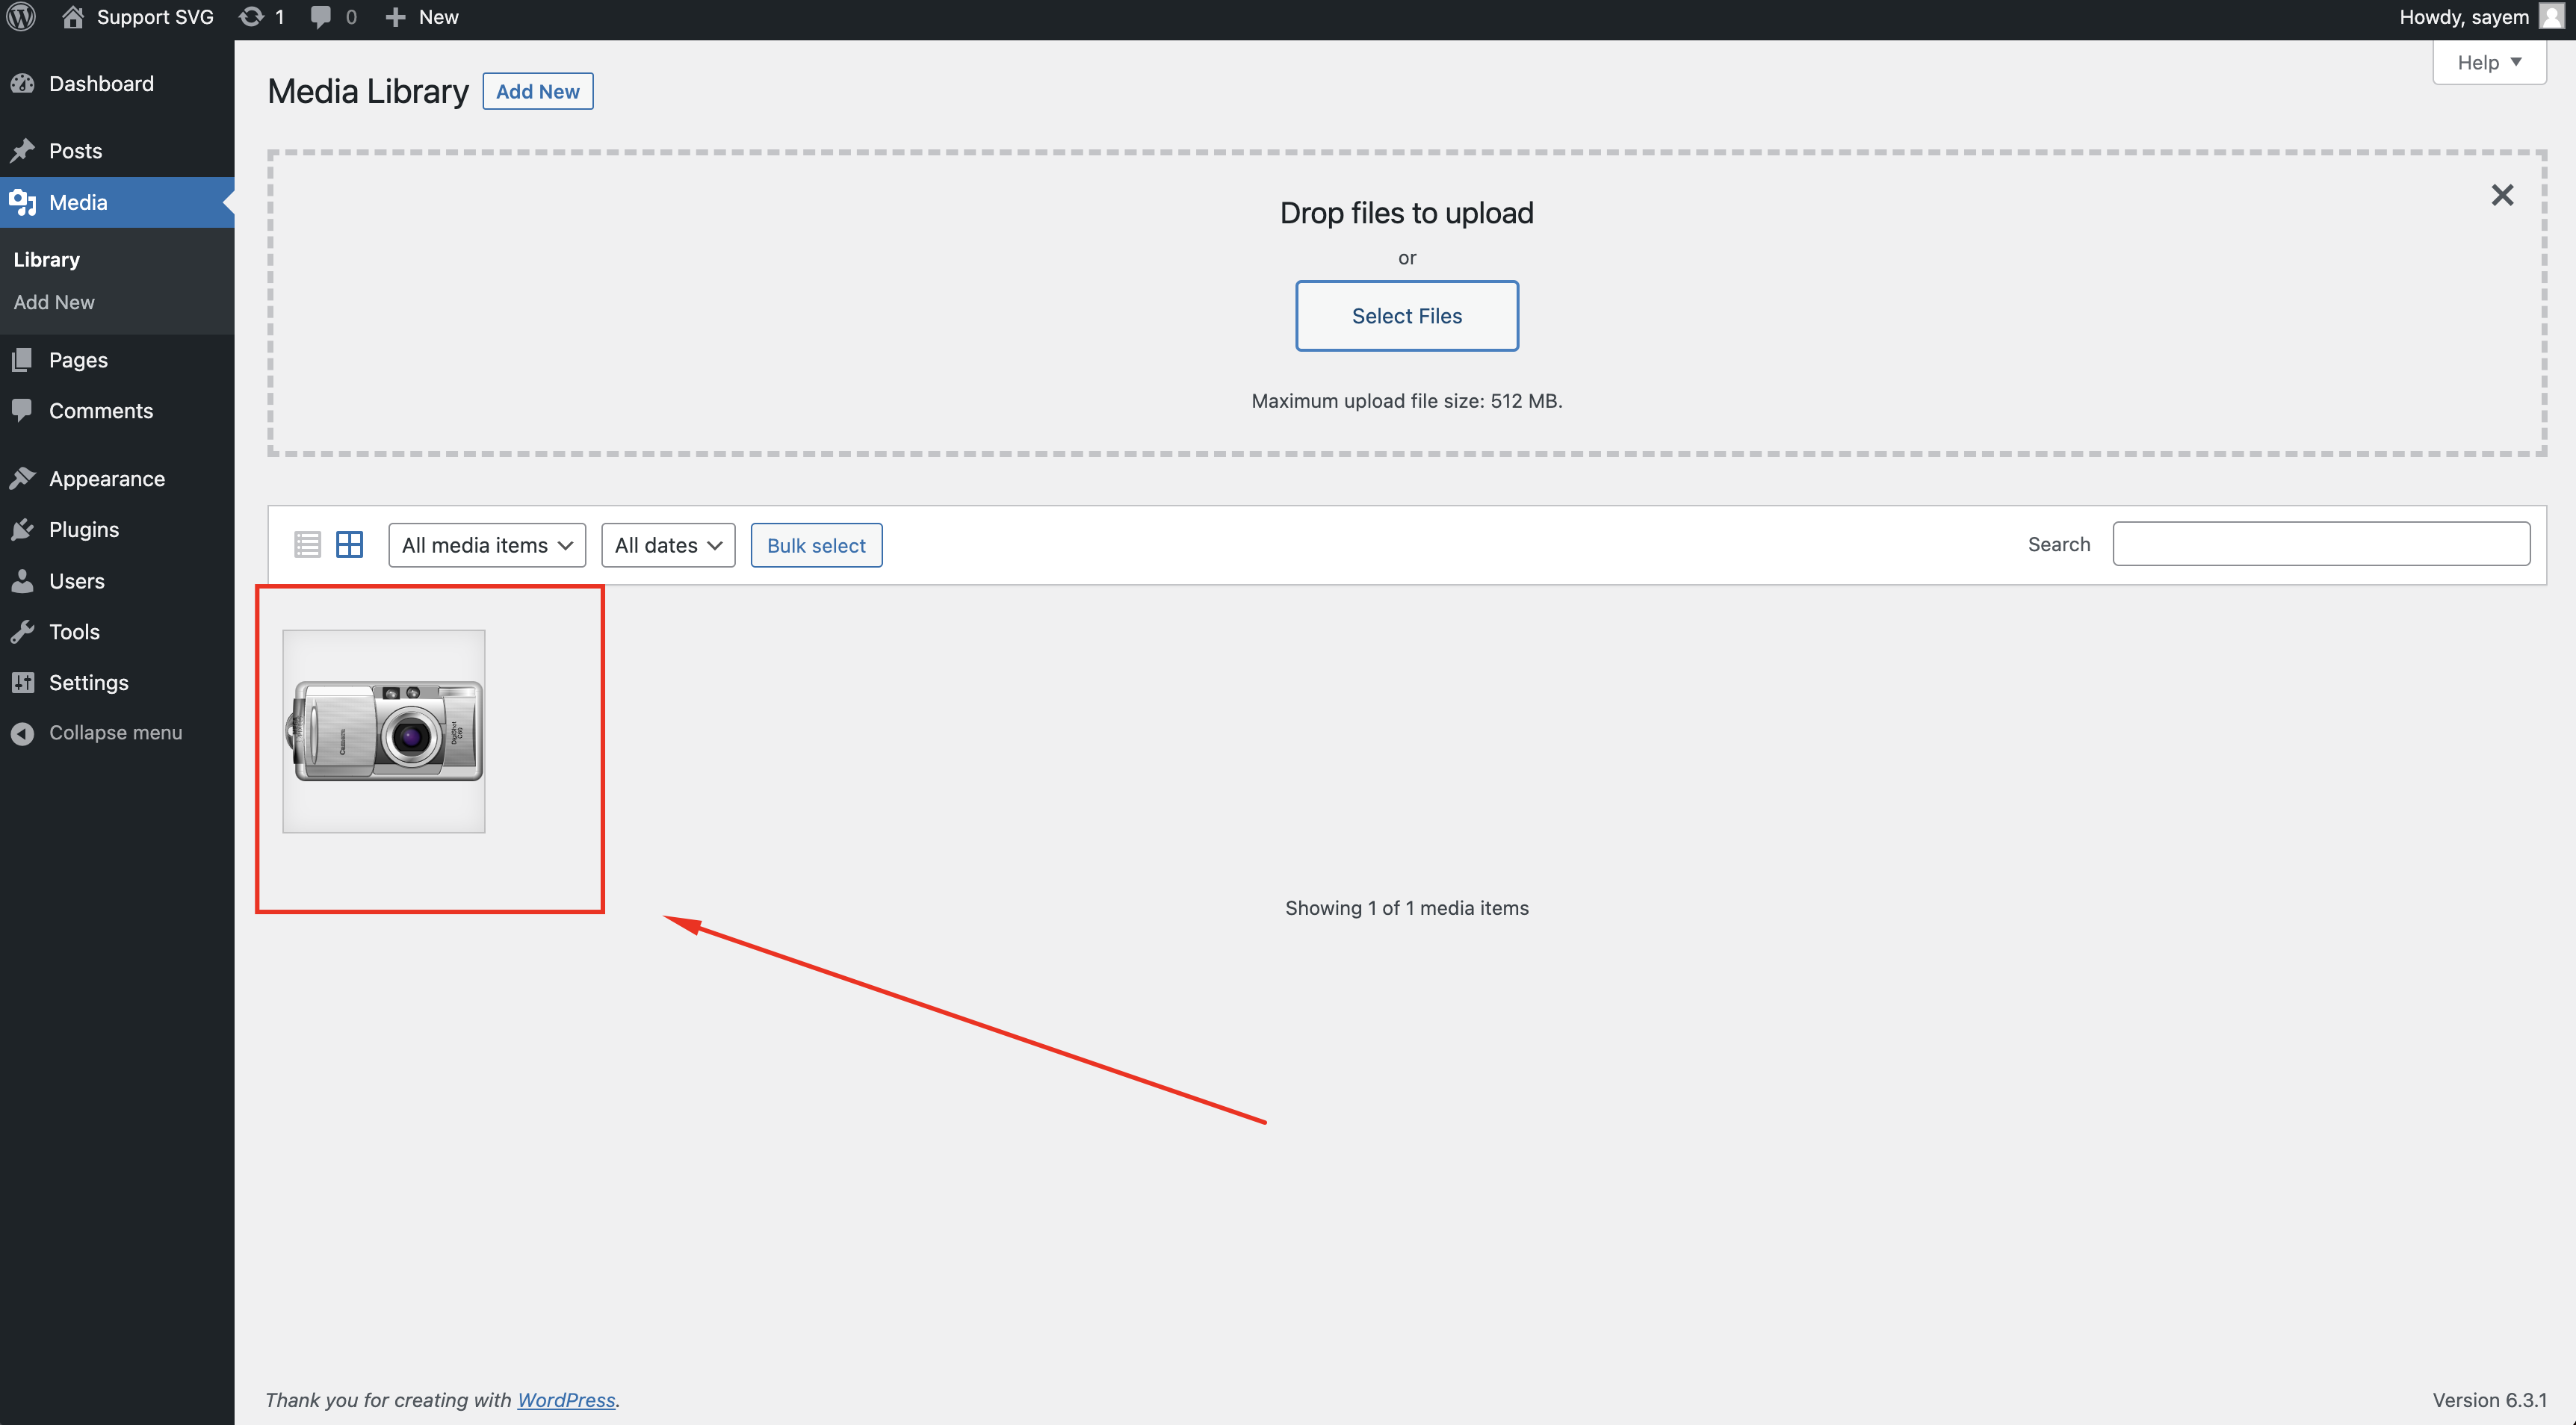 Support SVG 1 0 New Howdy, sayem
Help
Dashboard
Posts
Media
Library
Add New
Pages
Comments
Appearance
Plugins
Users
Tools
Settings
Collapse menu
Media Library Add New
Drop files to upload
or
Select Files
Maximum upload file size: 512 MB.
All media items All dates Bulk select Search
Showing 1 of 1 media items
Thank you for creating with WordPress. Version 6.3.1